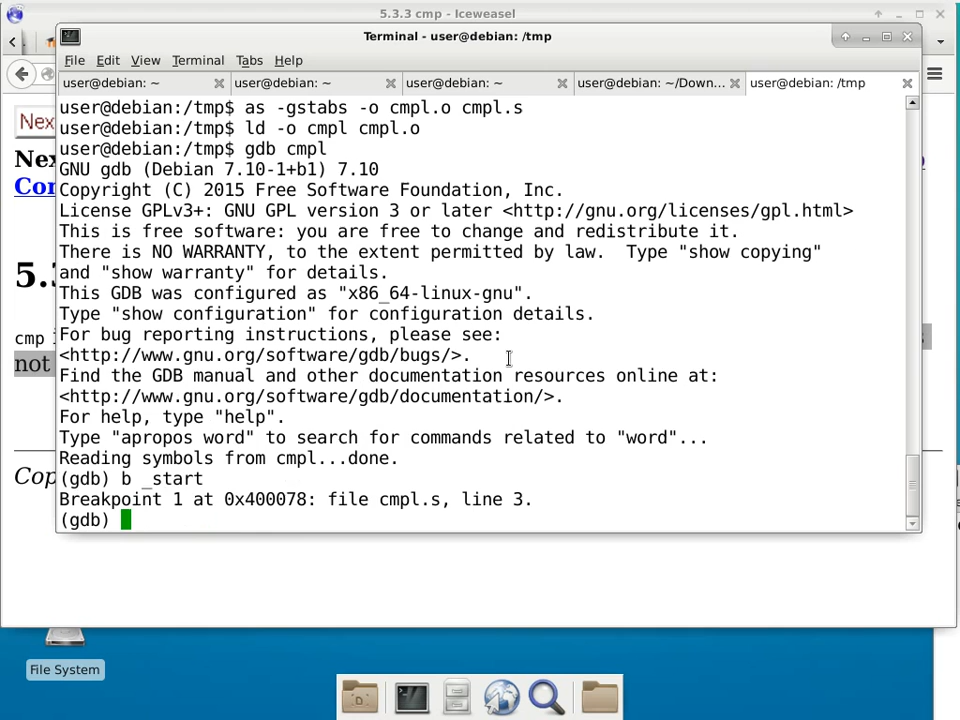 5.3.3 cmp - Iceweasel
Terminal - user@debian: /tmp
File Edit View Terminal Tabs Help
user@debian: ~ user@debian: ~ user@debian: ~ user@debian: ~/Down... user@debian: /tmp
user@debian:/tmp$ as -gstabs -o cmpl.o cmpl.s
user@debian:/tmp$ ld -o cmpl cmpl.o
user@debian:/tmp$ gdb cmpl
GNU gdb (Debian 7.10-1+b1) 7.10
Copyright (C) 2015 Free Software Foundation, Inc.
License GPLv3+: GNU GPL version 3 or later <http://gnu.org/licenses/gpl.html>
This is free software: you are free to change and redistribute it.
There is NO WARRANTY, to the extent permitted by law.  Type "show copying"
and "show warranty" for details.
This GDB was configured as "x86_64-linux-gnu".
Type "show configuration" for configuration details.
For bug reporting instructions, please see:
<http://www.gnu.org/software/gdb/bugs/>.
Find the GDB manual and other documentation resources online at:
<http://www.gnu.org/software/gdb/documentation/>.
For help, type "help".
Type "apropos word" to search for commands related to "word"...
Reading symbols from cmpl...done.
(gdb) b _start
Breakpoint 1 at 0x400078: file cmpl.s, line 3.
(gdb)
Nex
Nex
Con
5.3
cmp
not
Cop
File System